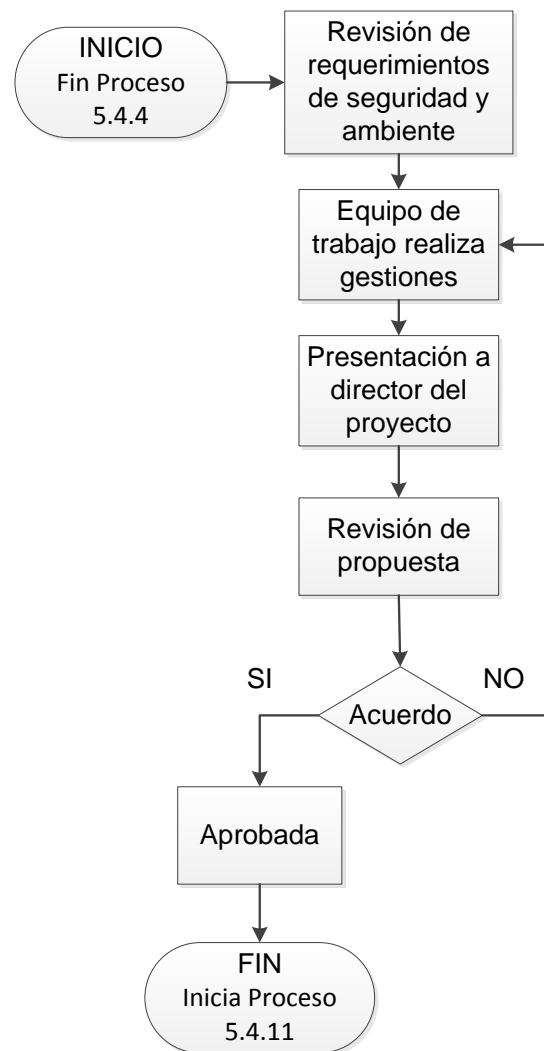 INICIO
Fin Proceso
5.4.4
Revisión de
requerimientos
de seguridad y
ambiente
Equipo de
trabajo realiza
gestiones
Presentación a
director del
proyecto
Revisión de
propuesta
SI
NO
Acuerdo
Aprobada
FIN
Inicia Proceso
5.4.11